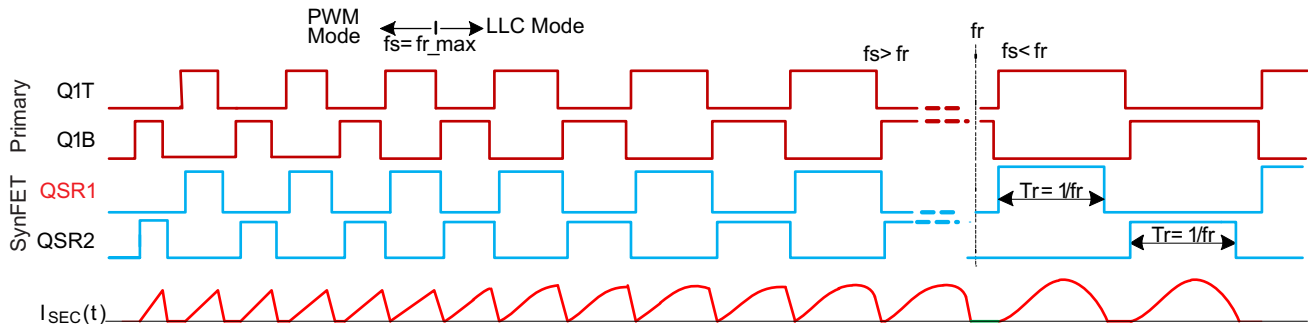 PWM Mode
LLC Mode
fs= fr_max
fs> fr
fr
fs< fr
Primary
Q1T
Q1B
SynFET
QSR1
Tr= 1/fr
QSR2
Tr= 1/fr
ISEC(t)